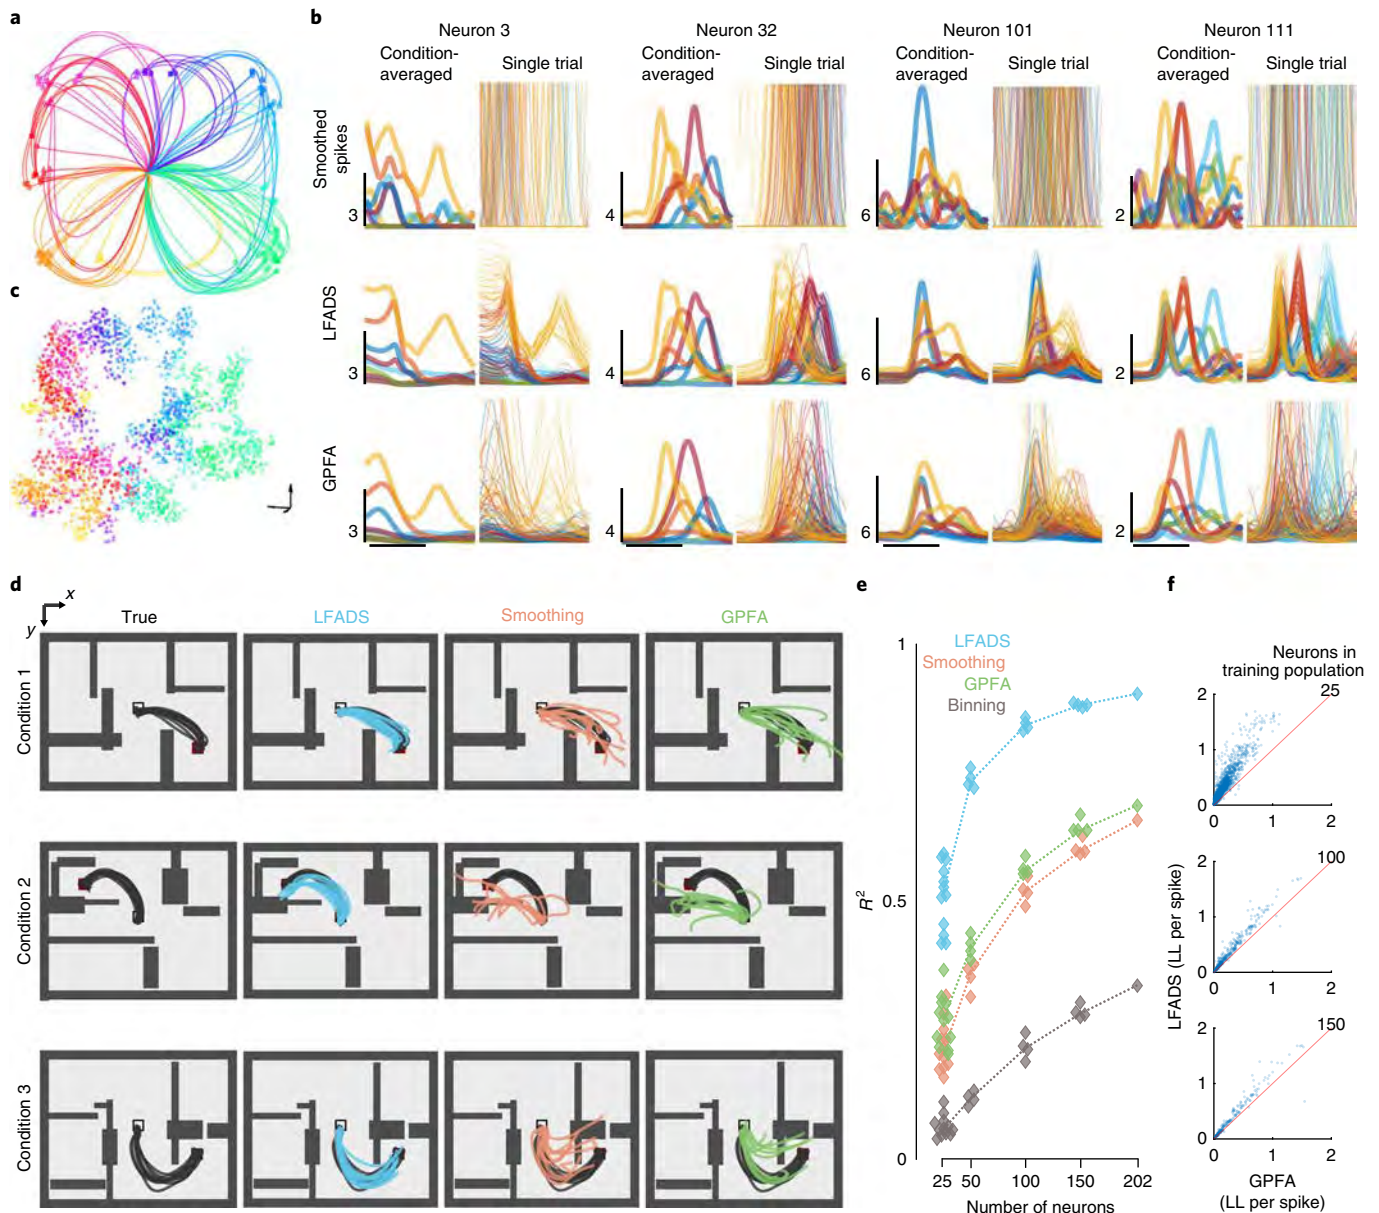 a
b
Neuron 3
Neuron 32
Neuron 101
Neuron 111
Condition-
averaged
Single trial
Condition-
averaged
Single trial
Condition-
averaged
Single trial
Condition-
averaged
Single trial
Smoothed
spikes
3
4
6
2
c
LFADS
3
4
6
2
GPFA
3
4
6
2
d
x
y
True
LFADS
Smoothing
GPFA
Condition 1
Condition 2
Condition 3
e
1
LFADS
Smoothing
GPFA
Binning
R²
0.5
0
25
50
100
150
202
Number of neurons
f
Neurons in
training population
25
2
1
0
0
1
2
100
2
1
0
0
1
2
150
2
1
0
0
1
2
LFADS (LL per spike)
GPFA
(LL per spike)